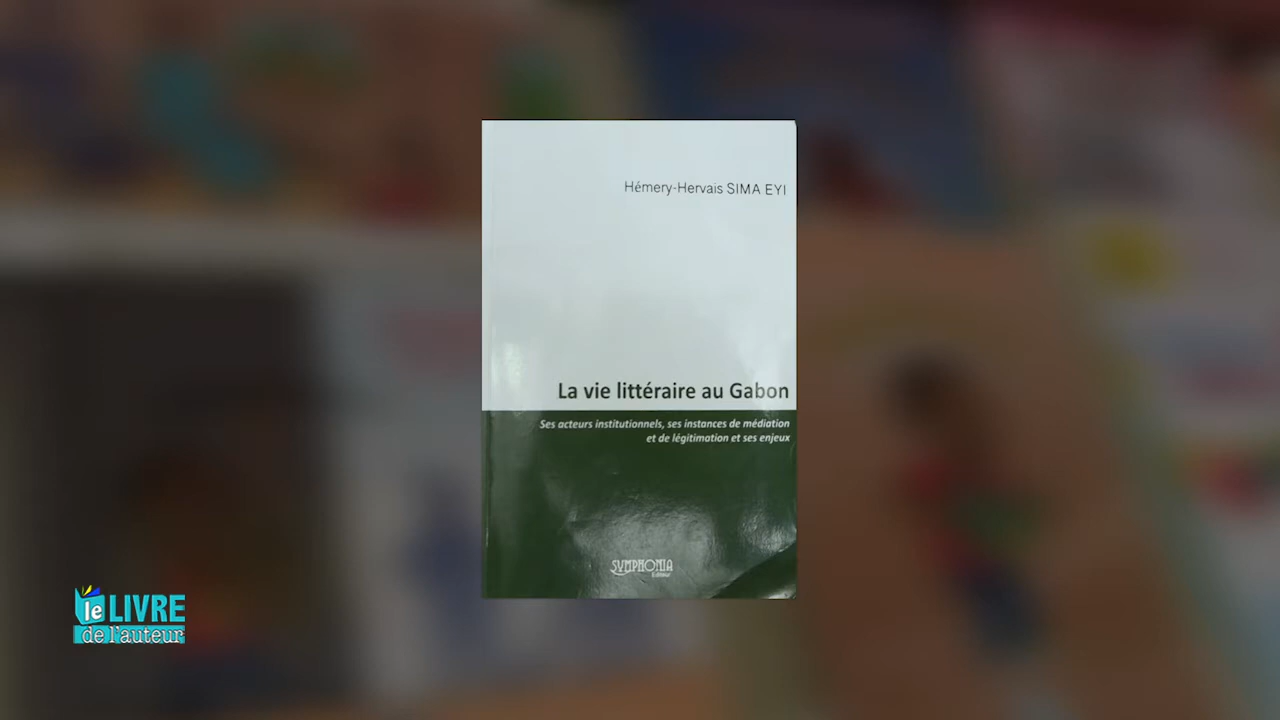 Hémery-Hervais SIMA EYI
La vie littéraire au Gabon
Ses acteurs institutionnels, ses instances de médiation
et de légitimation et ses enjeux
SYMPHONIA
Editeur
le LIVRE
de l'auteur